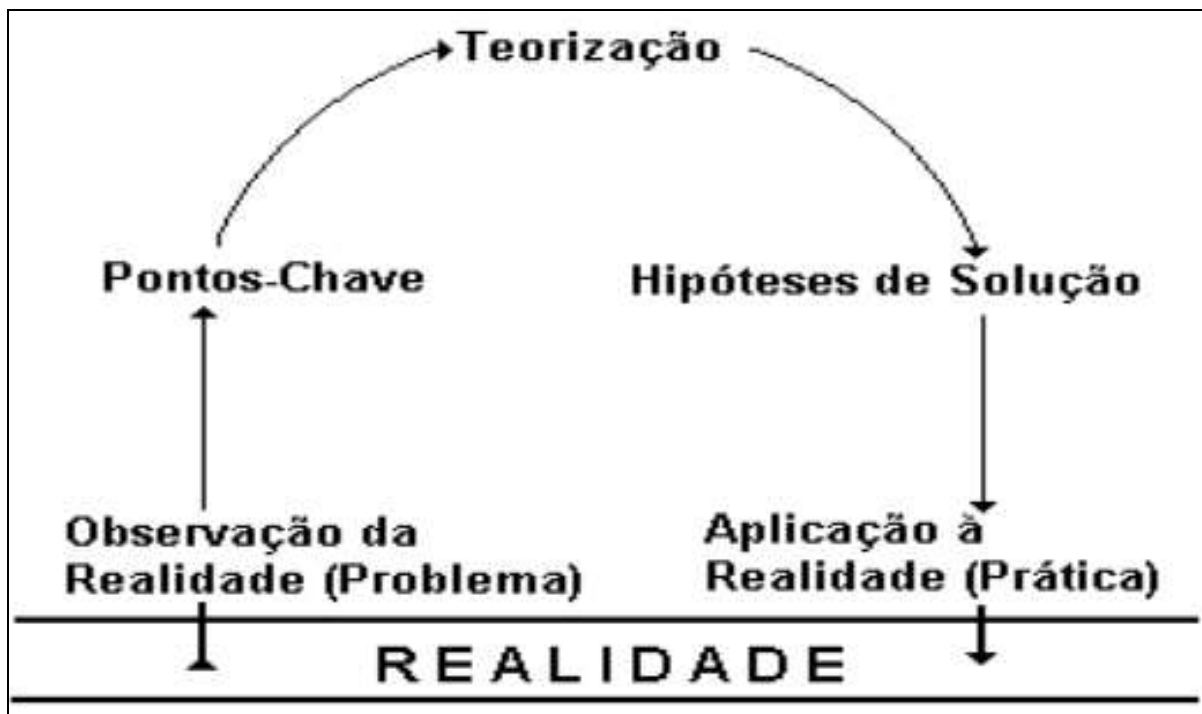 Teorização
Pontos-Chave
Hipóteses de Solução
Observação da
Realidade (Problema)
Aplicação à
Realidade (Prática)
REALIDADE